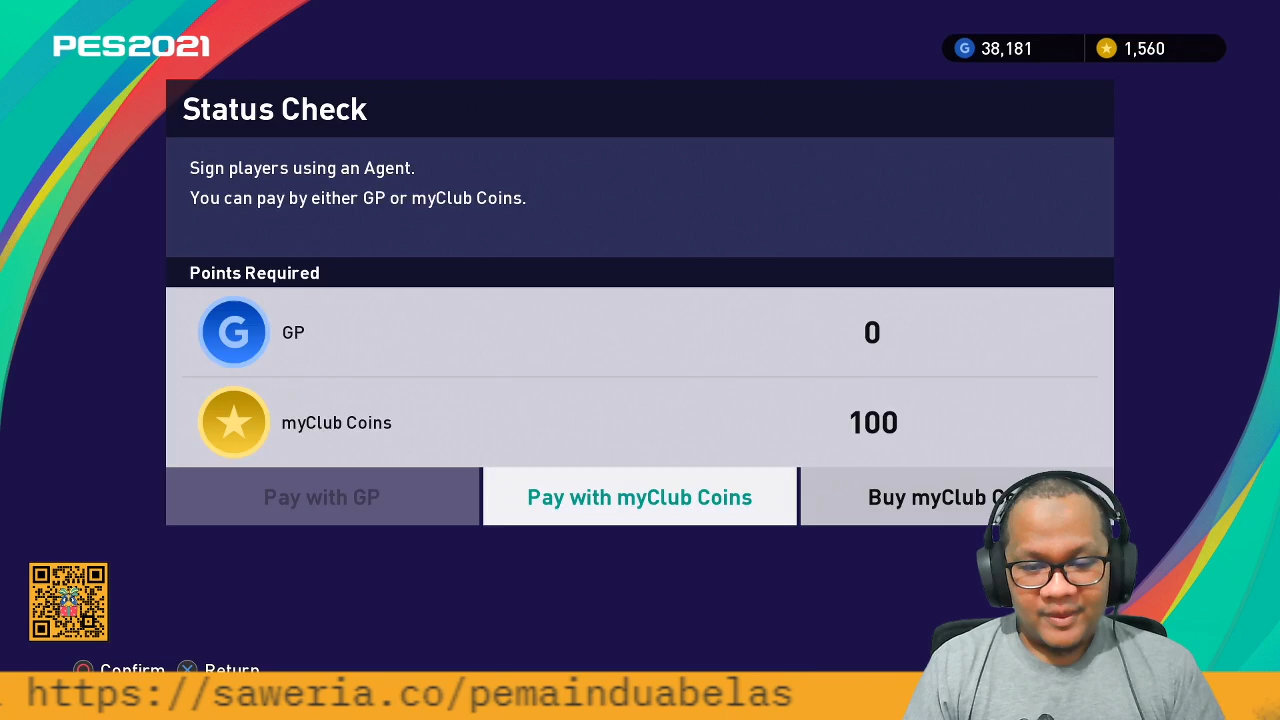 PES2021
38,181
1,560
Status Check
Sign players using an Agent.
You can pay by either GP or myClub Coins.
Points Required
G GP 0
myClub Coins 100
Pay with GP
Pay with myClub Coins
Buy myClub
Confirm Return
https://saweria.co/pemainduabelas